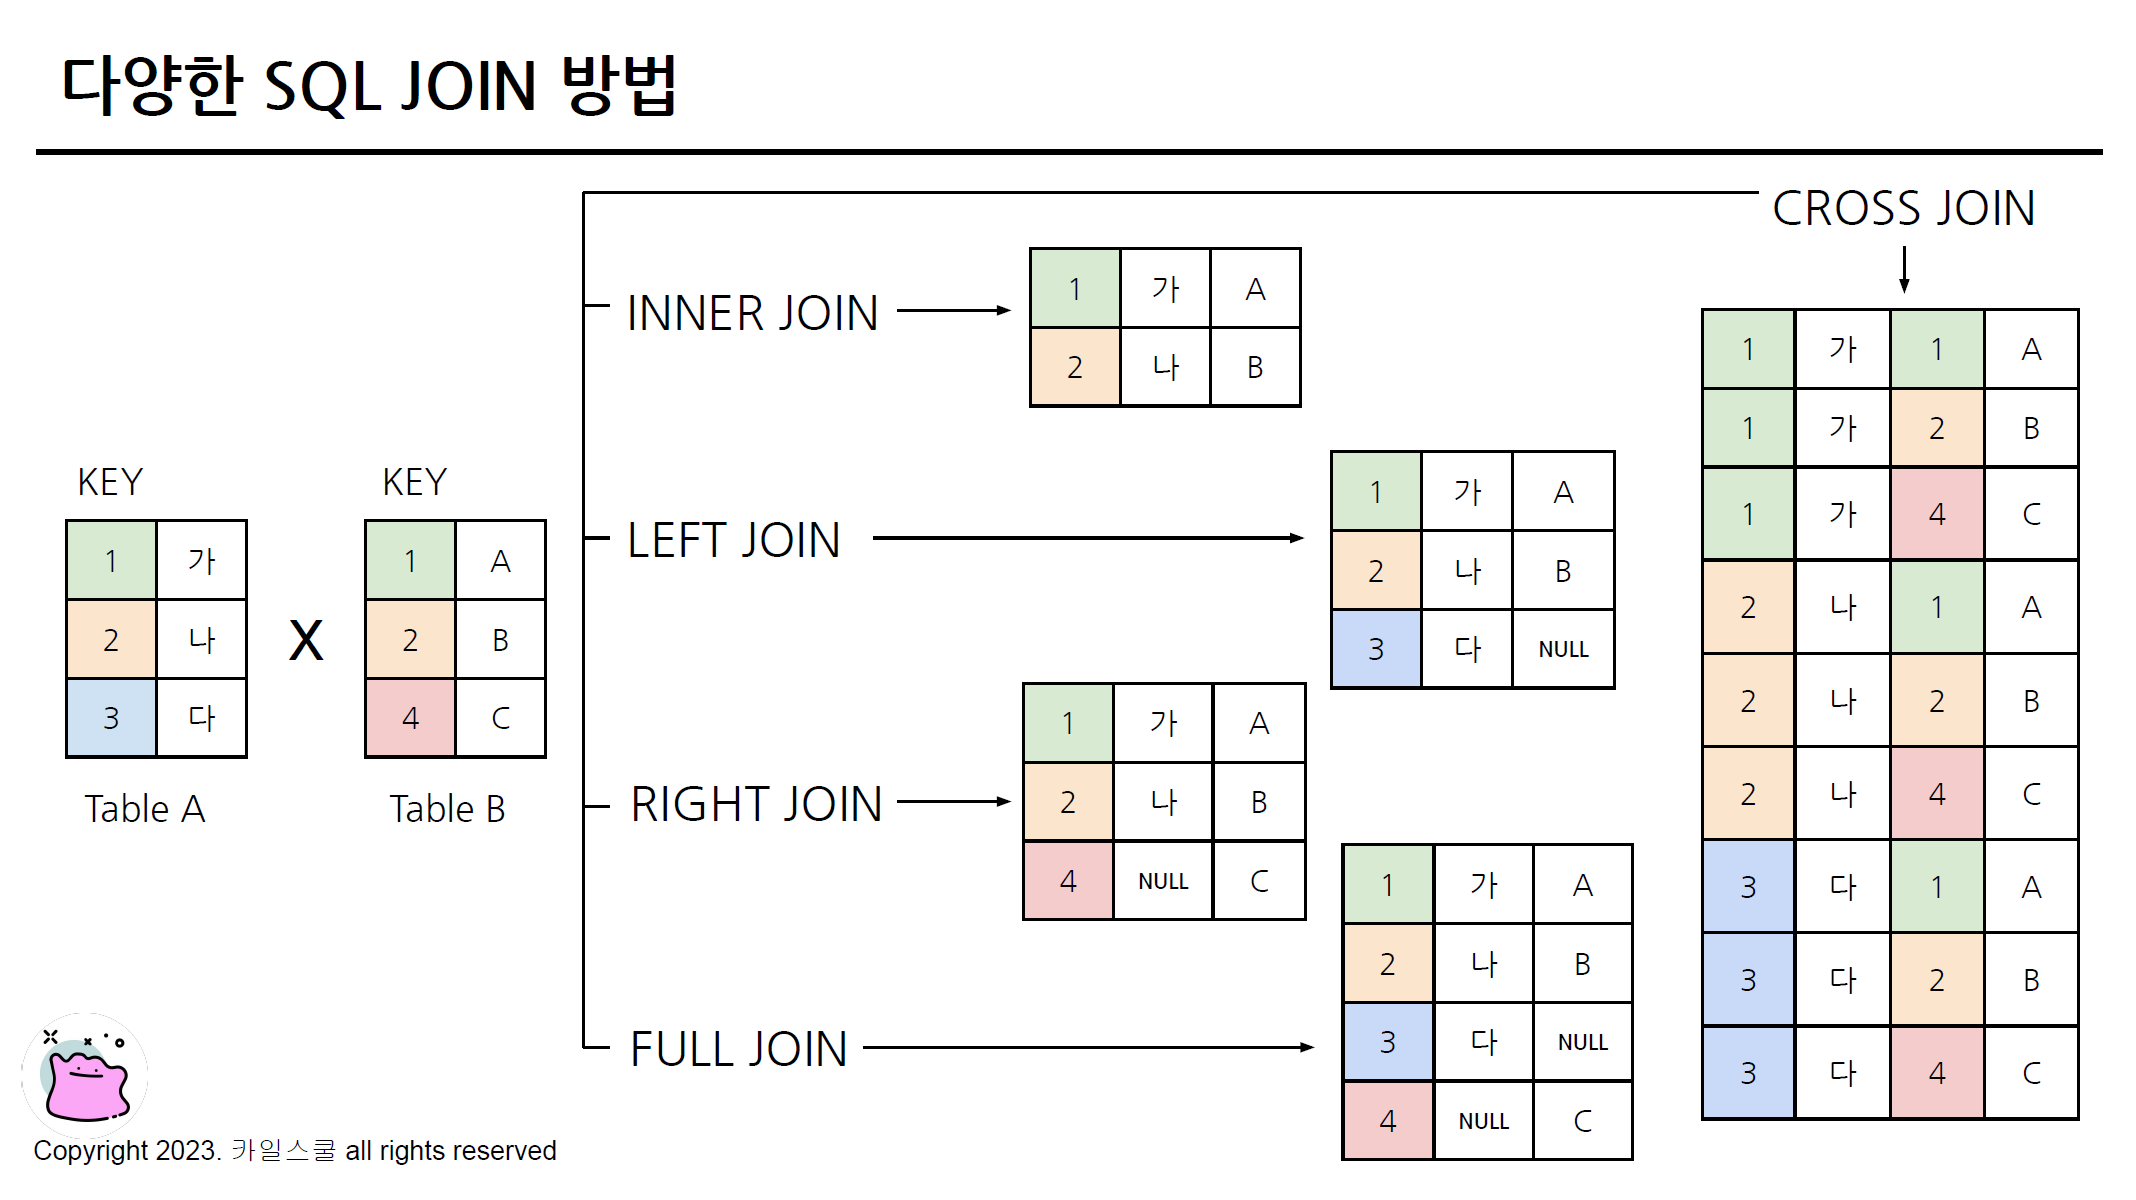 다양한 SQL JOIN 방법
CROSS JOIN
INNER JOIN
1 가 A
2 나 B
KEY
1 가
2 나
3 다
Table A
X
KEY
1 A
2 B
4 C
Table B
LEFT JOIN
1 가 A
2 나 B
3 다 NULL
RIGHT JOIN
1 가 A
2 나 B
4 NULL C
FULL JOIN
1 가 A
2 나 B
3 다 NULL
4 NULL C
1 가 1 A
1 가 2 B
1 가 4 C
2 나 1 A
2 나 2 B
2 나 4 C
3 다 1 A
3 다 2 B
3 다 4 C
Copyright 2023. 카일스쿨 all rights reserved